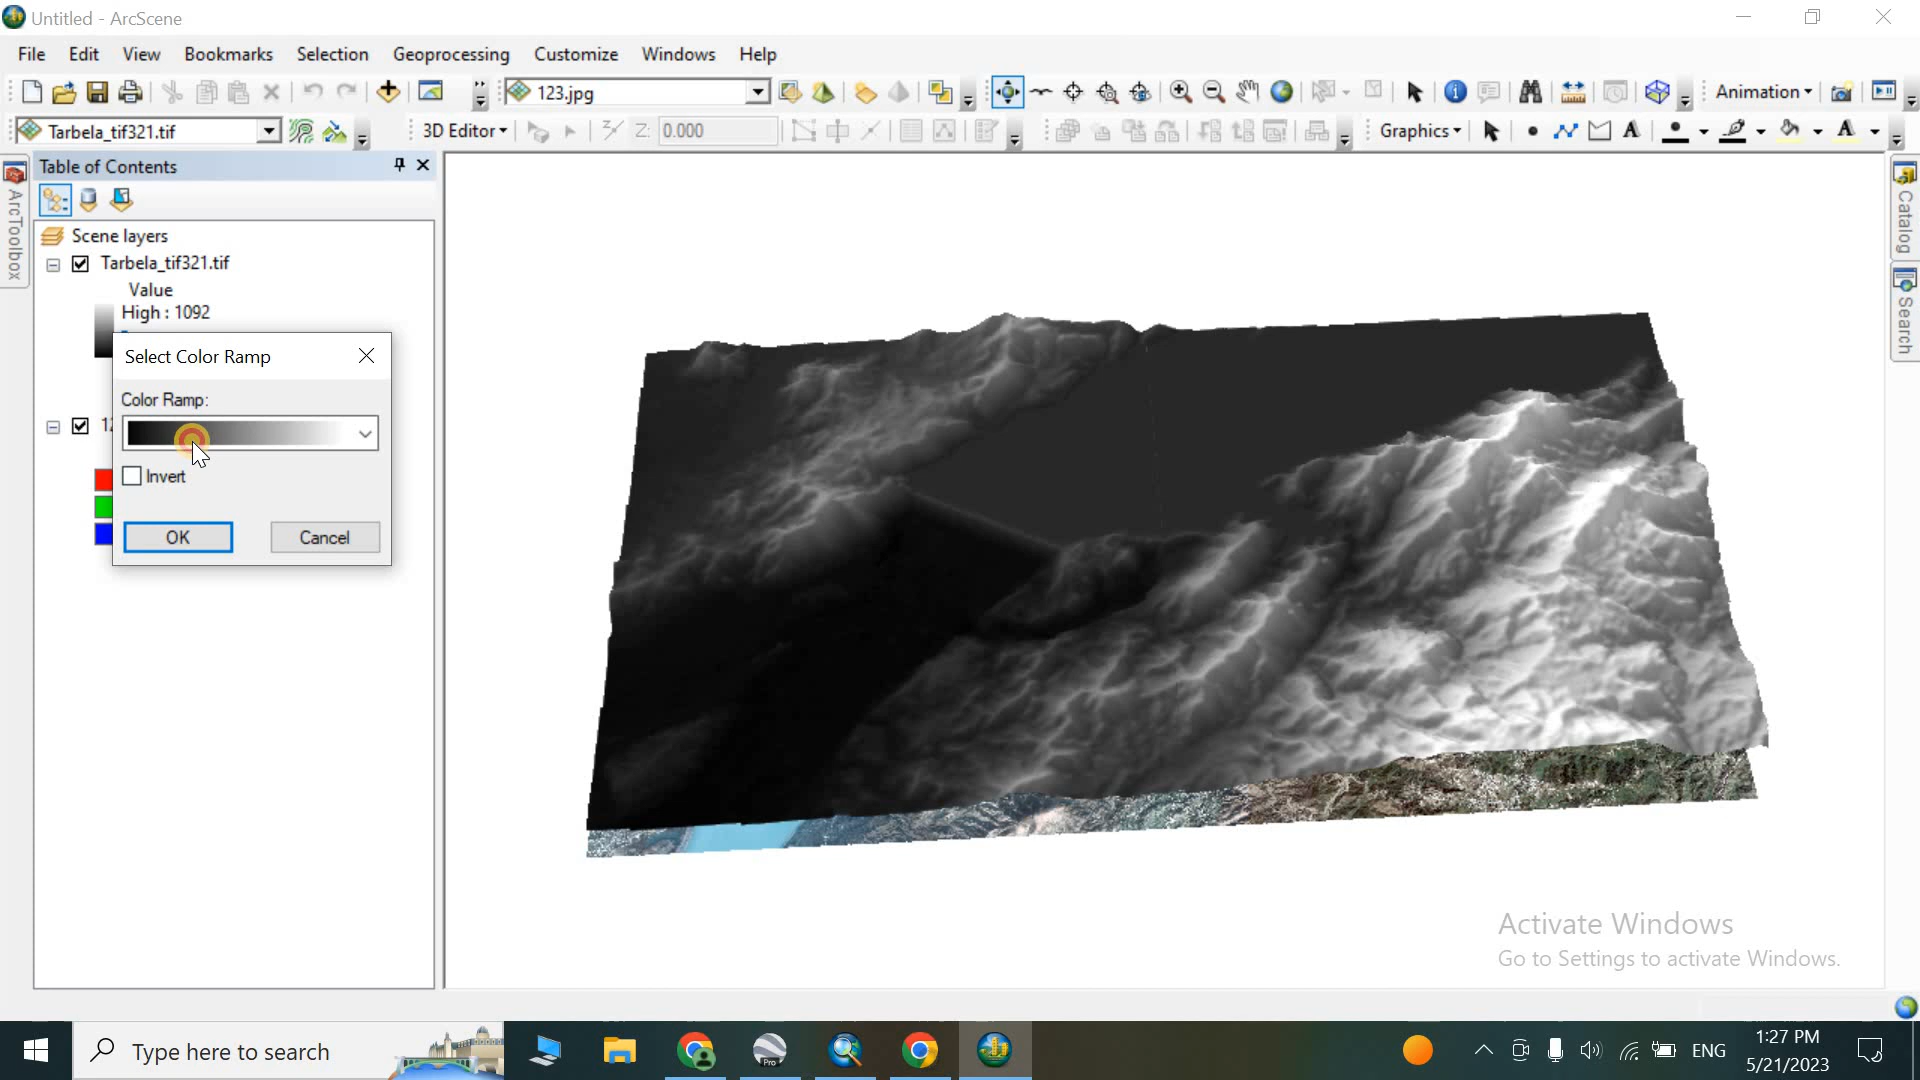 Untitled - ArcScene
File Edit View Bookmarks Selection Geoprocessing Customize Windows Help
123.jpg
Animation
Tarbela_tif321.tif
3D Editor
Z: 0.000
Graphics
Table of Contents
ArcToolbox
Catalog
Search
Scene layers
Tarbela_tif321.tif
Value
High : 1092
Select Color Ramp
Color Ramp:
Invert
OK Cancel
Activate Windows
Go to Settings to activate Windows.
Type here to search
Pro
ENG
1:27 PM
5/21/2023